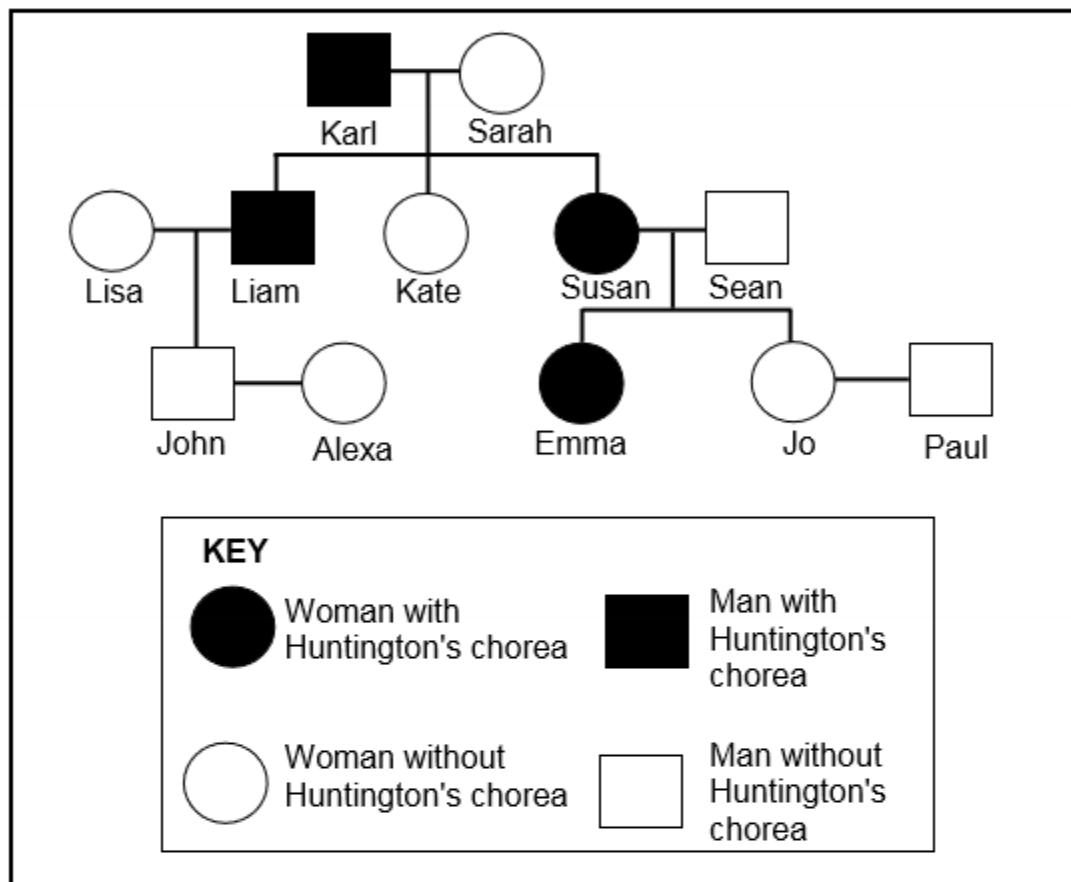 Karl
Sarah
Lisa
Liam
Kate
Susan
Sean
John
Alexa
Emma
Jo
Paul
KEY
Woman with
Huntington's chorea
Man with
Huntington's
chorea
Woman without
Huntington's chorea
Man without
Huntington's
chorea